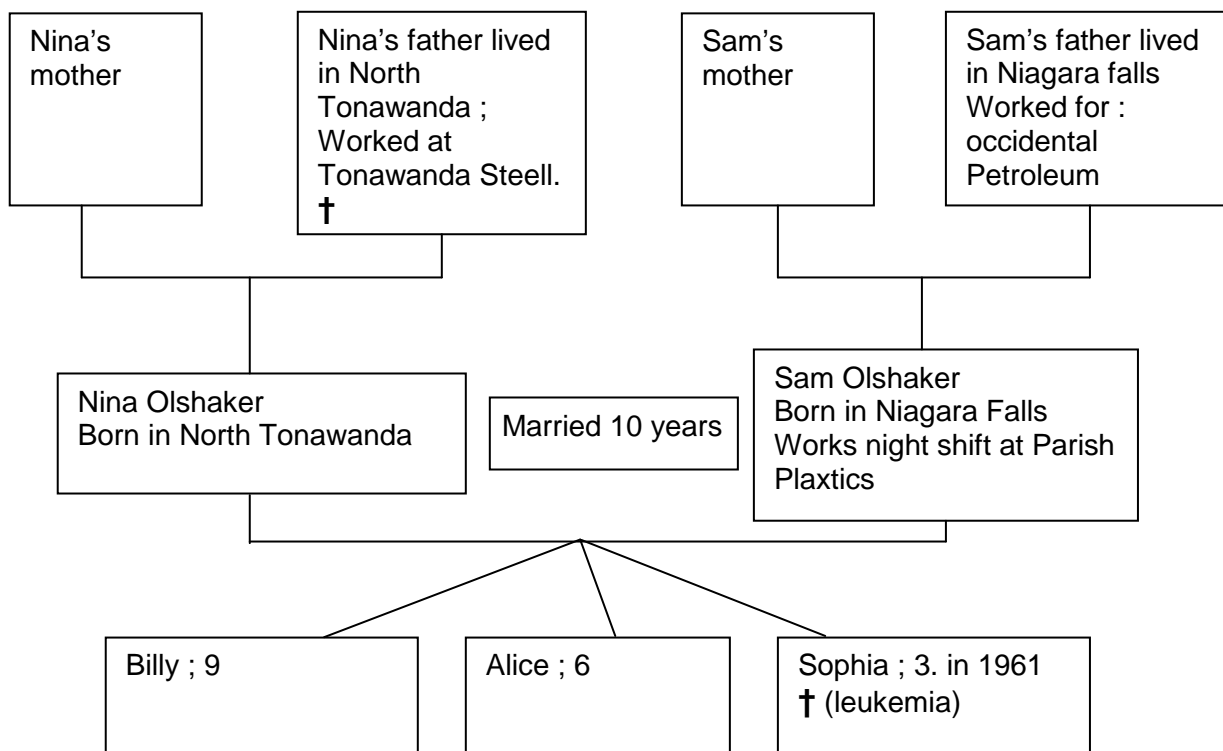 Nina's
mother
Nina's father lived
in North
Tonawanda ;
Worked at
Tonawanda Steell.
†
Sam's
mother
Sam's father lived
in Niagara falls
Worked for :
occidental
Petroleum
Nina Olshaker
Born in North Tonawanda
Married 10 years
Sam Olshaker
Born in Niagara Falls
Works night shift at Parish
Plaxtics
Billy ; 9
Alice ; 6
Sophia ; 3. in 1961
† (leukemia)